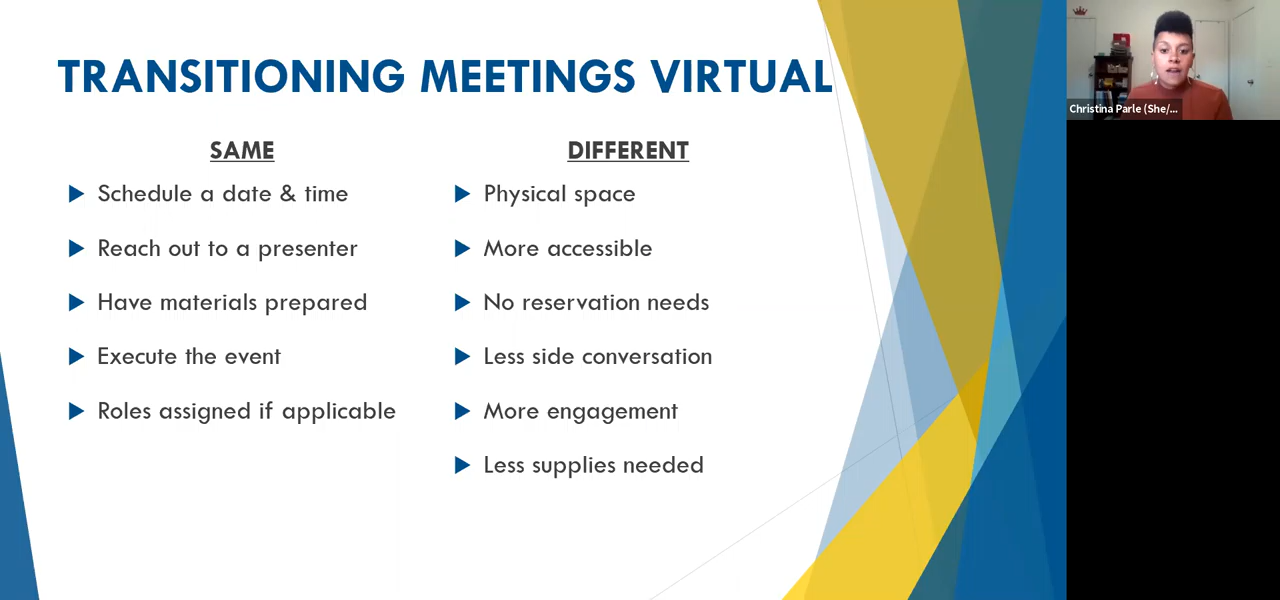 TRANSITIONING MEETINGS VIRTUAL
SAME
Schedule a date & time
Reach out to a presenter
Have materials prepared
Execute the event
Roles assigned if applicable
DIFFERENT
Physical space
More accessible
No reservation needs
Less side conversation
More engagement
Less supplies needed
Christina Parle (She/...